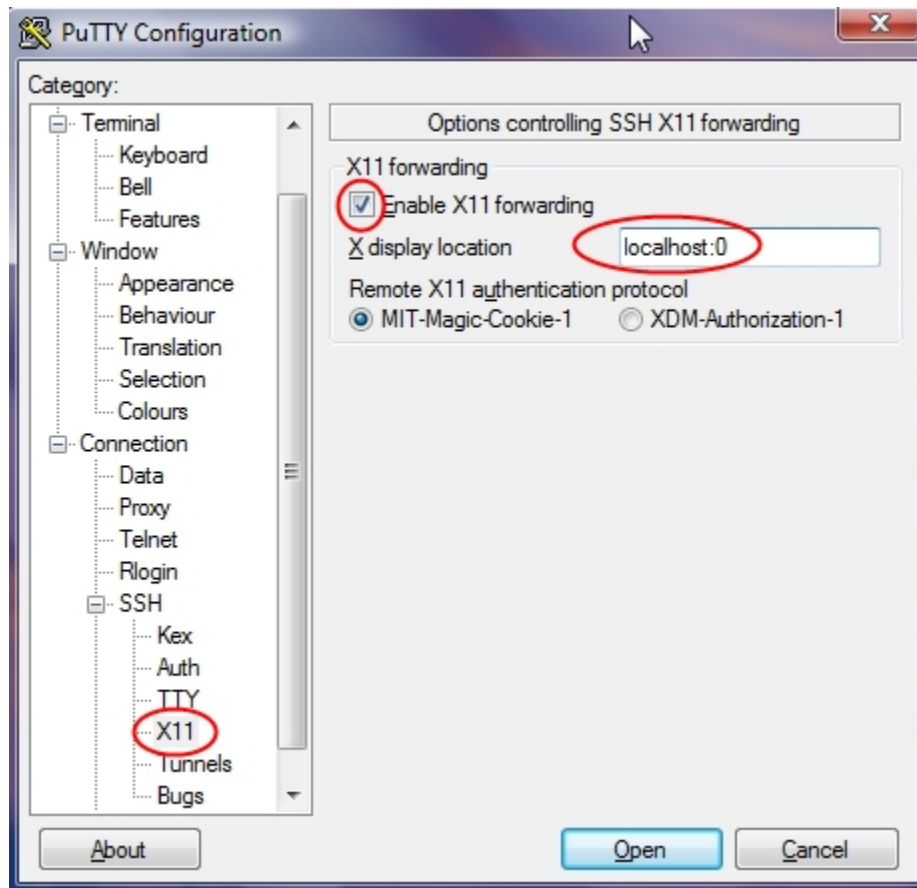 PuTTY Configuration
Category:
Terminal
Keyboard
Bell
Features
Window
Appearance
Behaviour
Translation
Selection
Colours
Connection
Data
Proxy
Telnet
Rlogin
SSH
Kex
Auth
TTY
X11
Tunnels
Bugs
Options controlling SSH X11 forwarding
X11 forwarding
Enable X11 forwarding
X display location localhost:0
Remote X11 authentication protocol
MIT-Magic-Cookie-1 XDM-Authorization-1
About Open Cancel